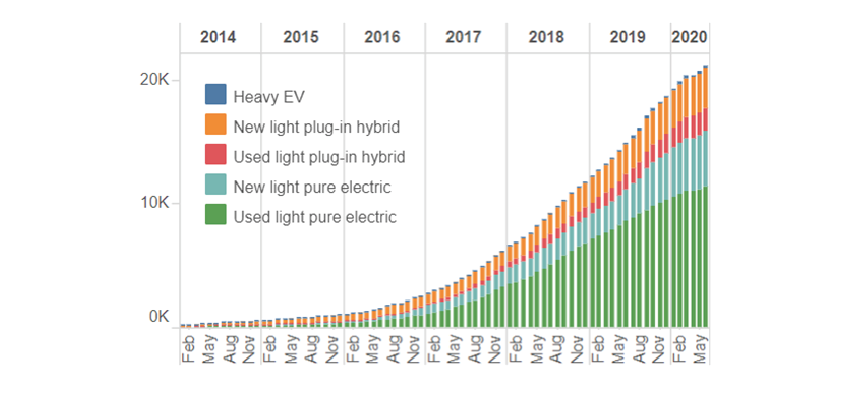 2014 2015 2016 2017 2018 2019 2020
20K
Heavy EV
New light plug-in hybrid
Used light plug-in hybrid
New light pure electric
10K
Used light pure electric
0K
Feb May Aug Nov Feb May Aug Nov Feb May Aug Nov Feb May Aug Nov Feb May Aug Nov Feb May Aug Nov Feb May